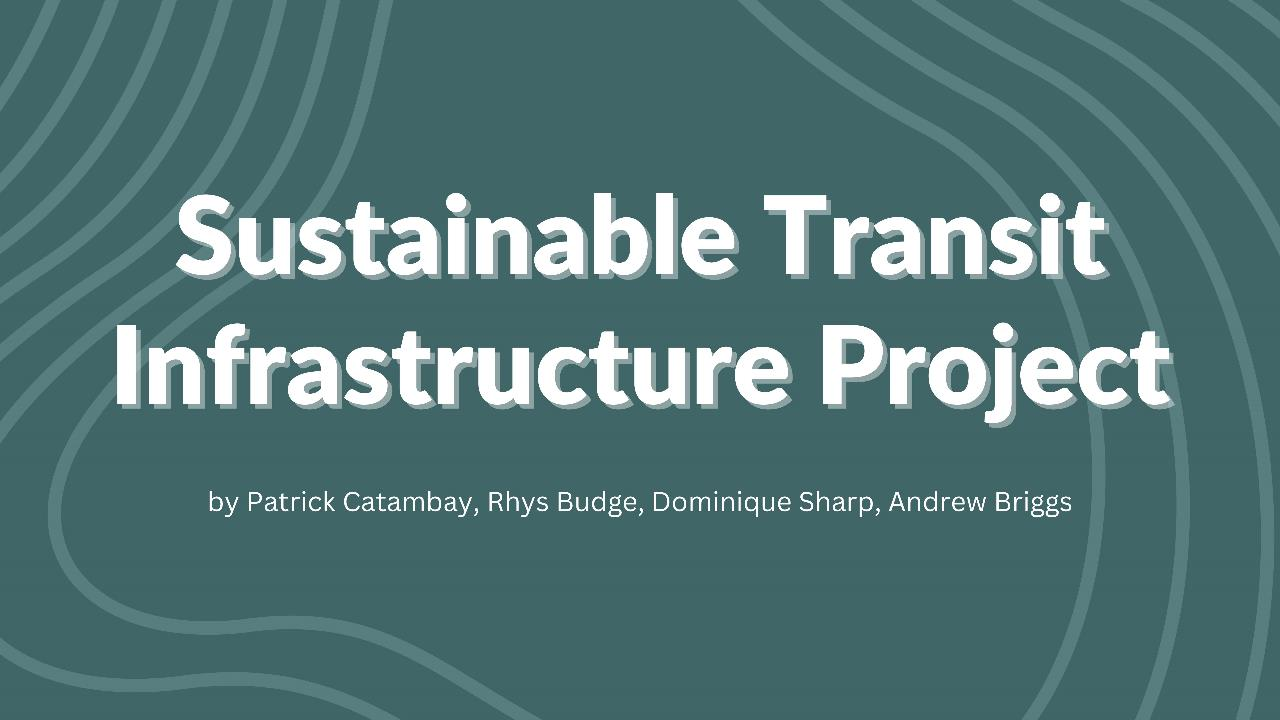 Sustainable Transit
Infrastructure Project
by Patrick Catambay, Rhys Budge, Dominique Sharp, Andrew Briggs